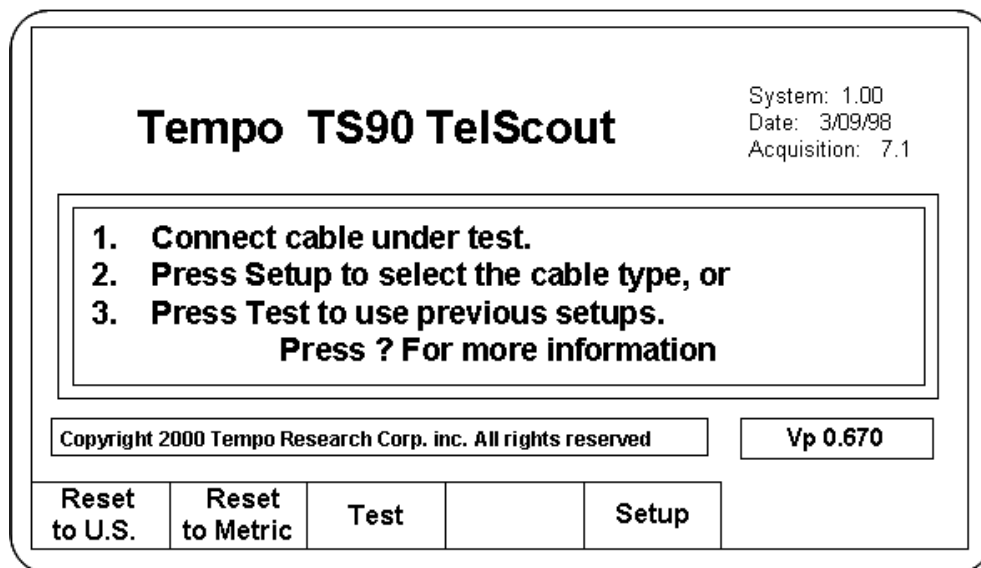 Tempo TS90 TelScout
System: 1.00
Date: 3/09/98
Acquisition: 7.1
1. Connect cable under test.
2. Press Setup to select the cable type, or
3. Press Test to use previous setups.
Press ? For more information
Copyright 2000 Tempo Research Corp. inc. All rights reserved
Vp 0.670
Reset
to U.S.
Reset
to Metric
Test
Setup